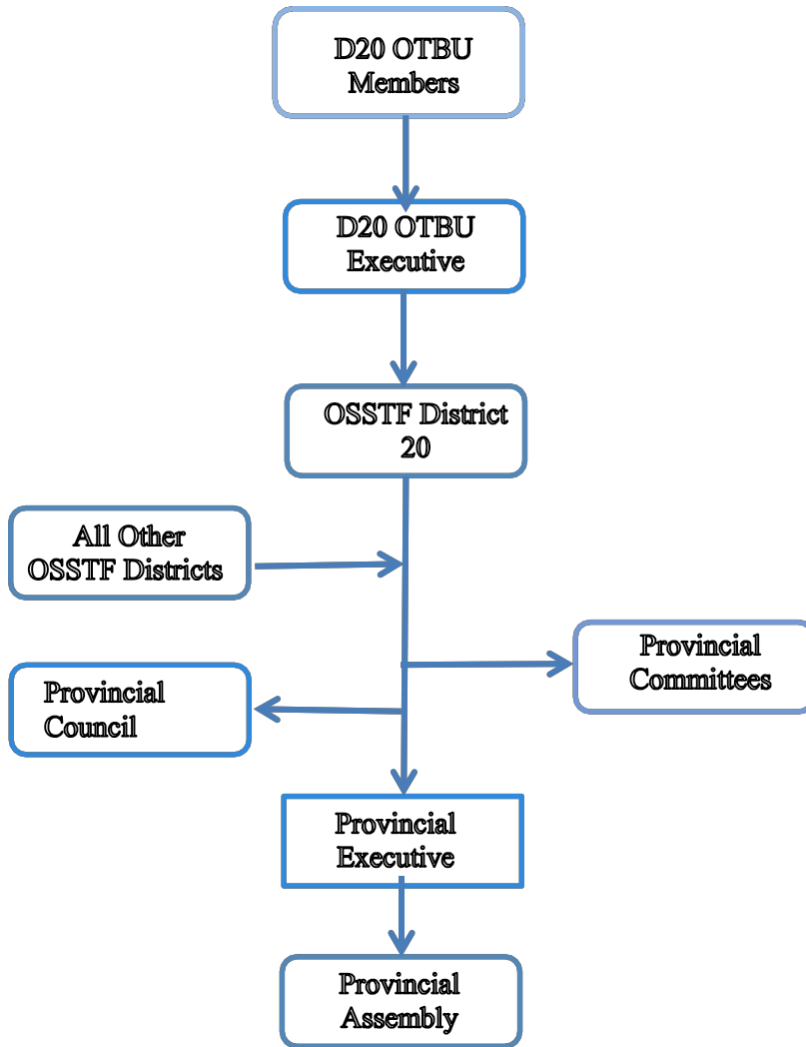 D20 OTBU
Members
D20 OTBU
Executive
OSSTF District
20
All Other
OSSTF Districts
Provincial
Committees
Provincial
Council
Provincial
Executive
Provincial
Assembly